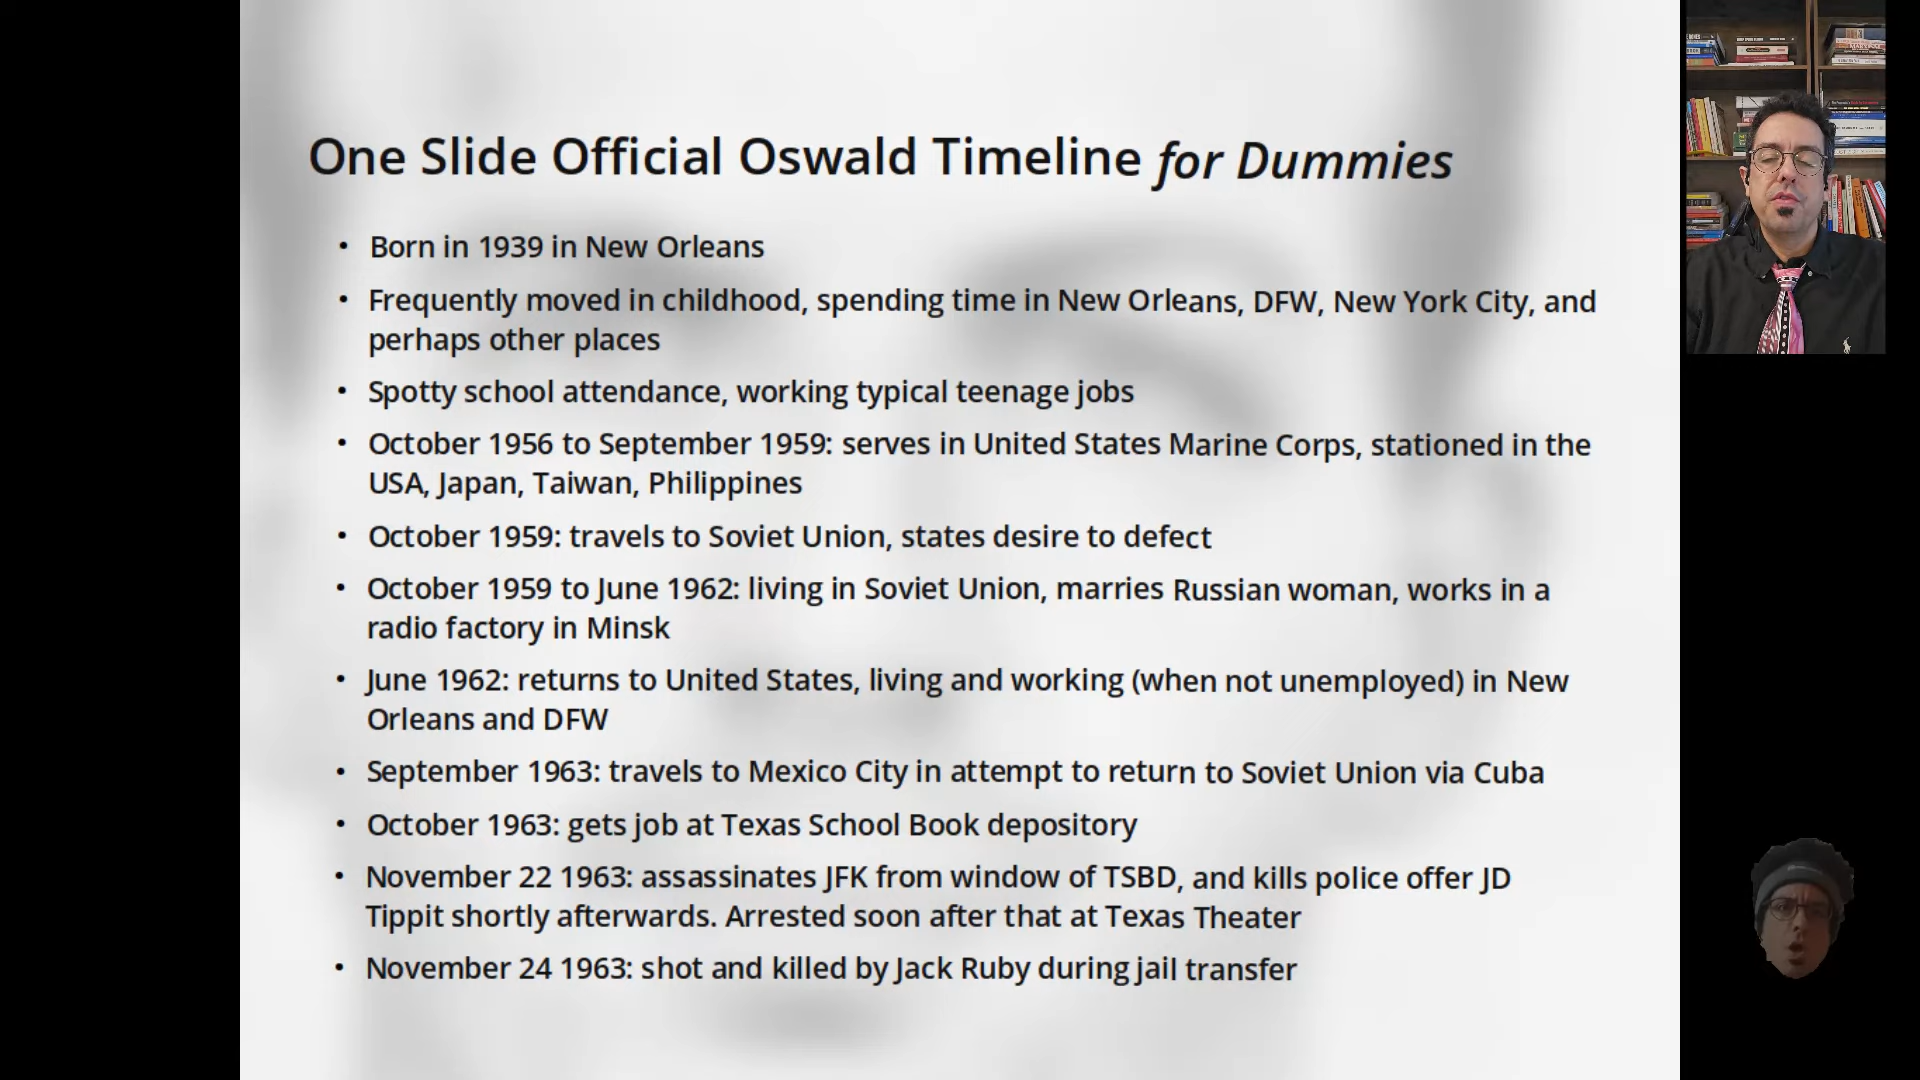 One Slide Official Oswald Timeline for Dummies
• Born in 1939 in New Orleans
• Frequently moved in childhood, spending time in New Orleans, DFW, New York City, and
perhaps other places
• Spotty school attendance, working typical teenage jobs
• October 1956 to September 1959: serves in United States Marine Corps, stationed in the
USA, Japan, Taiwan, Philippines
• October 1959: travels to Soviet Union, states desire to defect
• October 1959 to June 1962: living in Soviet Union, marries Russian woman, works in a
radio factory in Minsk
• June 1962: returns to United States, living and working (when not unemployed) in New
Orleans and DFW
• September 1963: travels to Mexico City in attempt to return to Soviet Union via Cuba
• October 1963: gets job at Texas School Book depository
• November 22 1963: assassinates JFK from window of TSBD, and kills police offer JD
Tippit shortly afterwards. Arrested soon after that at Texas Theater
• November 24 1963: shot and killed by Jack Ruby during jail transfer